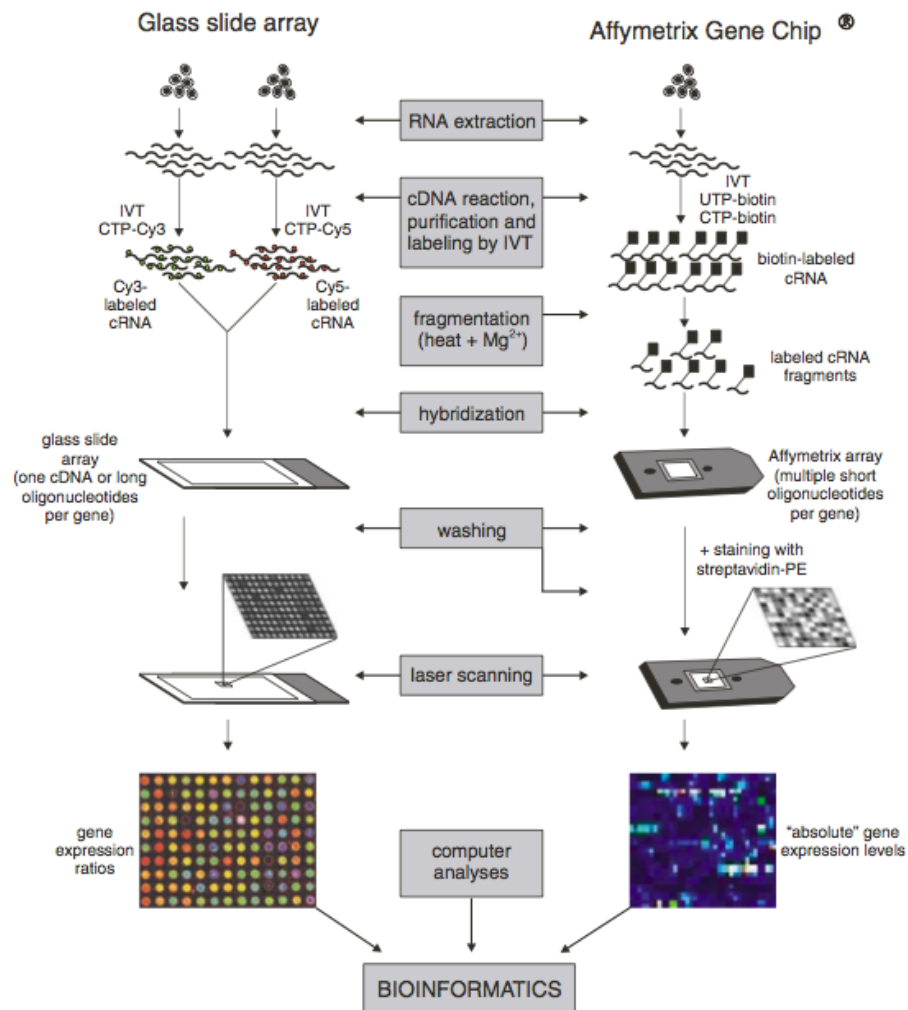 Glass slide array
Affymetrix Gene Chip ®
RNA extraction
IVT
CTP-Cy3
IVT
CTP-Cy5
cDNA reaction,
purification and
labeling by IVT
IVT
UTP-biotin
CTP-biotin
Cy3-
labeled
cRNA
Cy5-
labeled
cRNA
biotin-labeled
cRNA
fragmentation
(heat + Mg²⁺)
labeled cRNA
fragments
hybridization
glass slide
array
(one cDNA or long
oligonucleotides
per gene)
Affymetrix array
(multiple short
oligonucleotides
per gene)
washing
+ staining with
streptavidin-PE
laser scanning
gene
expression
ratios
computer
analyses
“absolute” gene
expression levels
BIOINFORMATICS